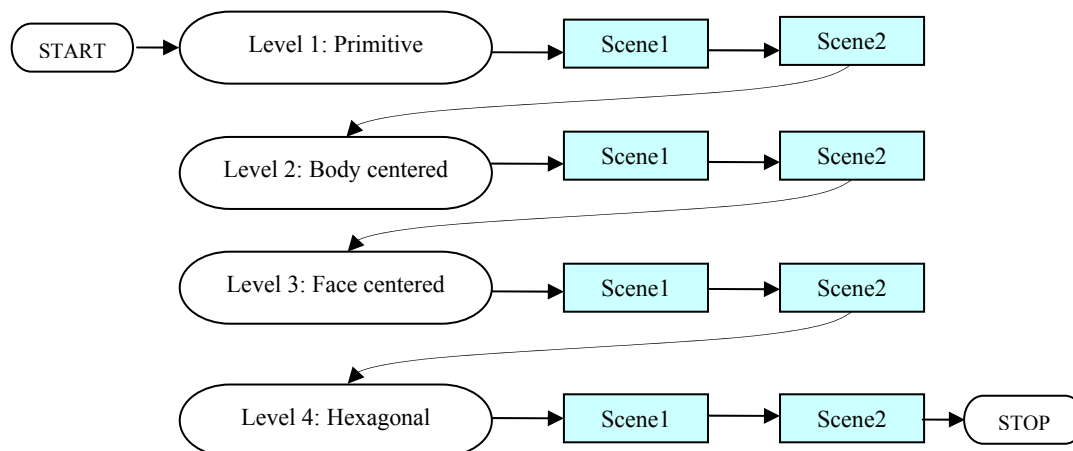 START
Level 1: Primitive
Scene1
Scene2
Level 2: Body centered
Scene1
Scene2
Level 3: Face centered
Scene1
Scene2
Level 4: Hexagonal
Scene1
Scene2
STOP